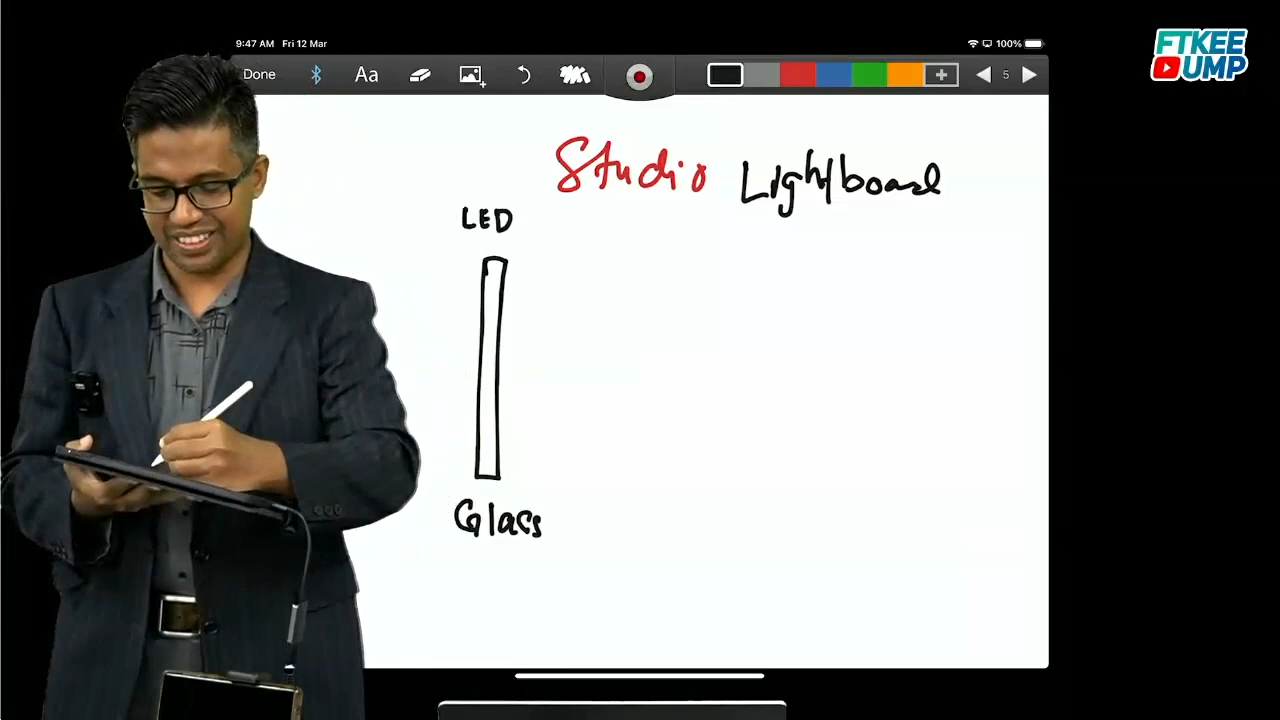 9:47 AM Fri 12 Mar
100%
FTKEE
UMP
Done
Aa
5
Studio Lightboard
LED
Glass